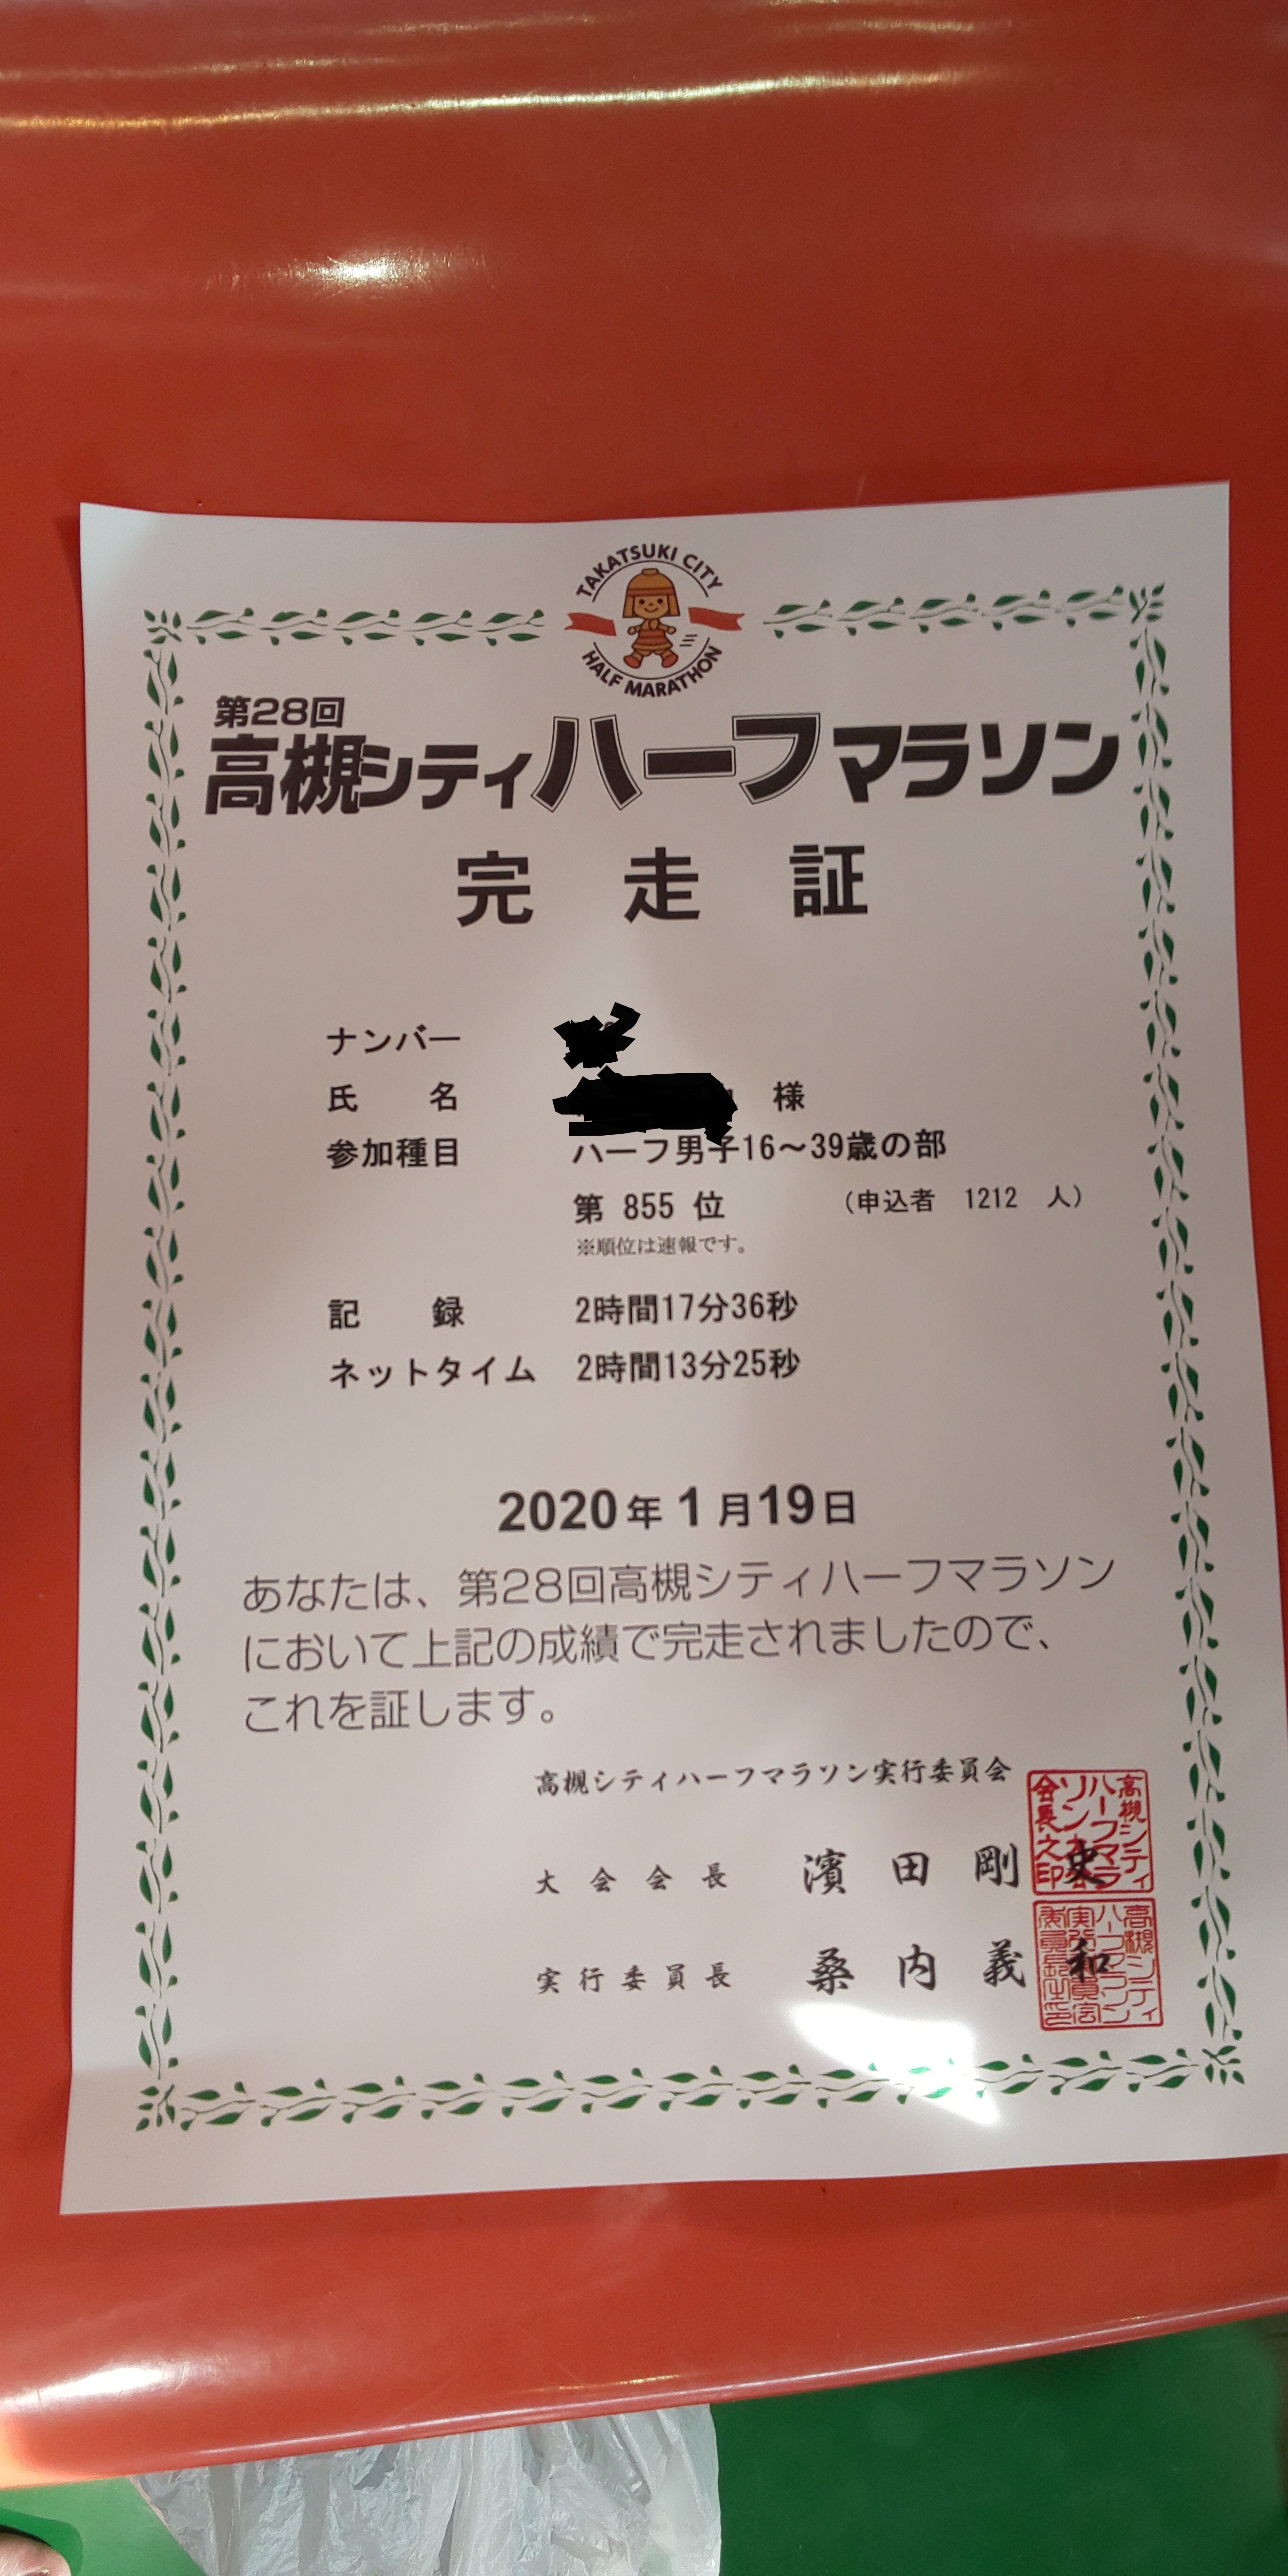 TAKATSUKI CITY
HALF MARATHON
第28回
高槻シティハーフマラソン
完走証
ナンバー
氏 名 様
参加種目 ハーフ男子16～39歳の部
第 855 位 （申込者 1212 人）
※順位は速報です。
記 録 2時間17分36秒
ネットタイム 2時間13分25秒
2020年1月19日
あなたは、第28回高槻シティハーフマラソン
において上記の成績で完走されましたので、
これを証します。
高槻シティハーフマラソン実行委員会
大会会長 濱田剛史
実行委員長 桑内義和